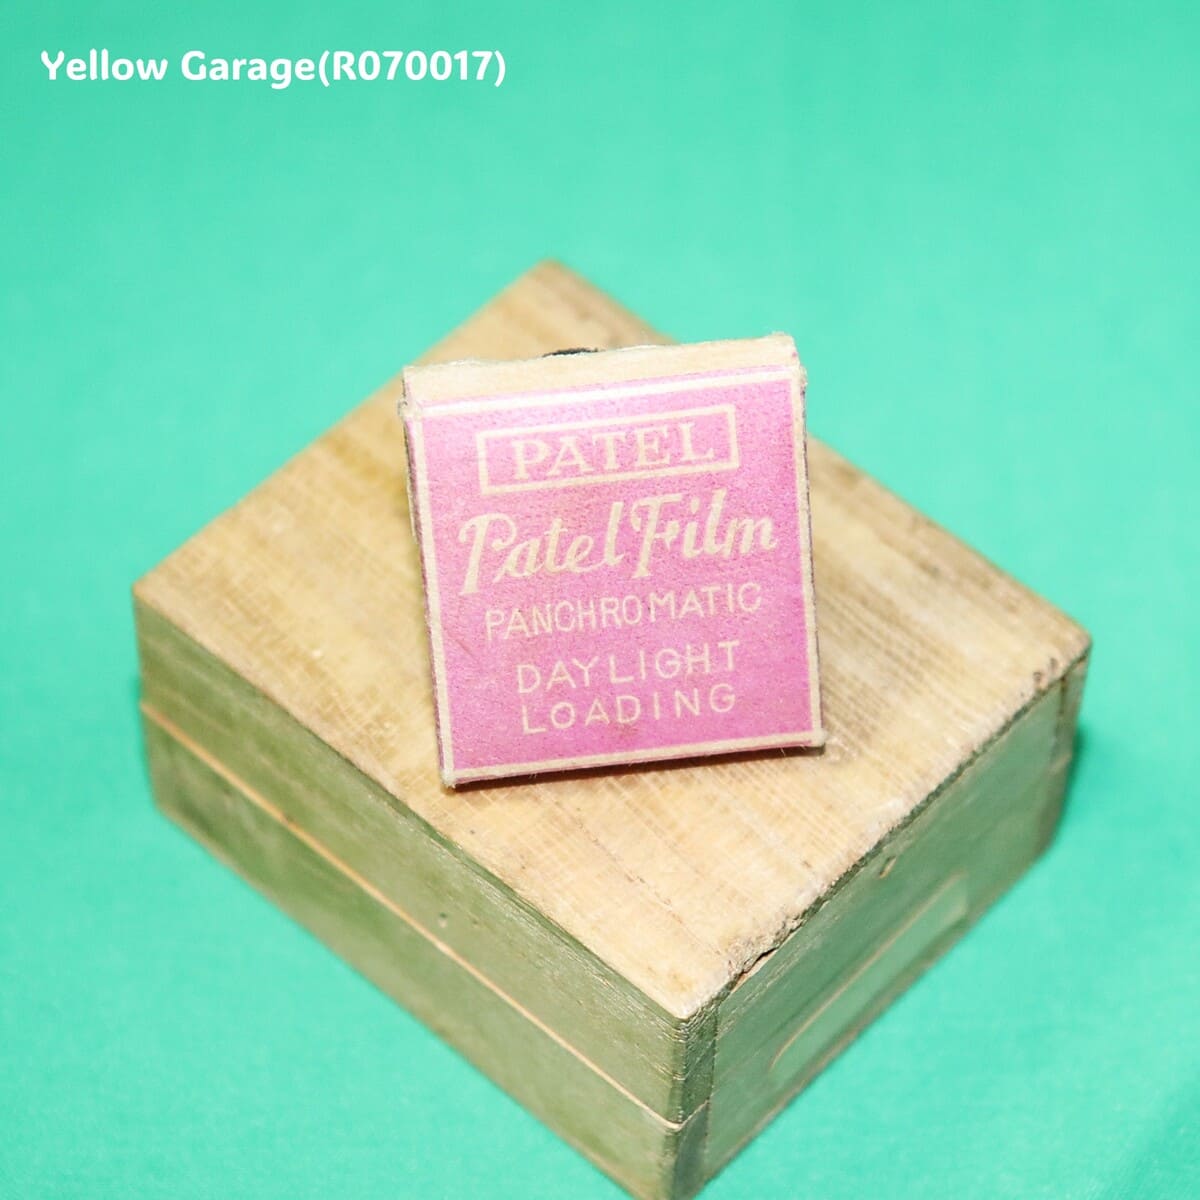 Yellow Garage(R070017)
PATEL
Patel Film
PANCHROMATIC
DAYLIGHT
LOADING